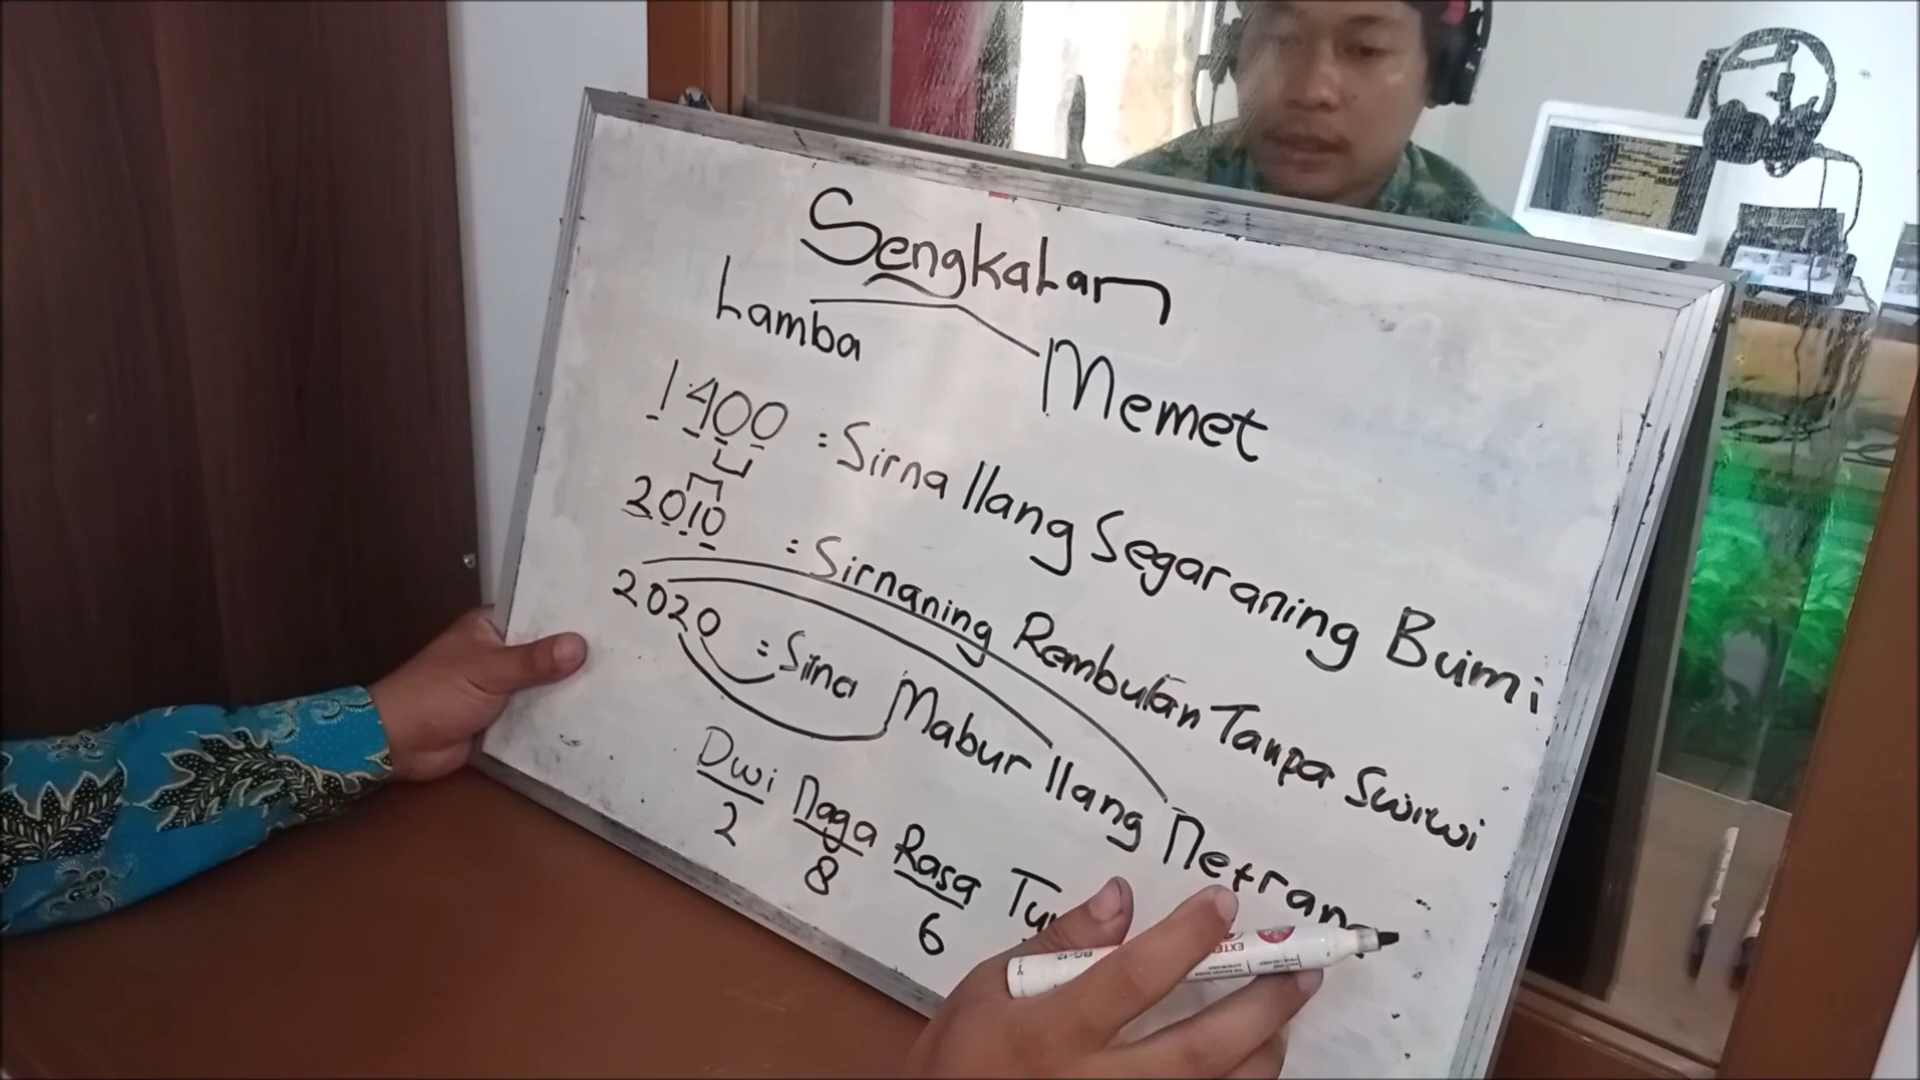 Sengkalan
Lamba
Memet
1400 : Sirna Ilang Segaraning Bumi
2010 : Sirnaning Rembulan Tanpa Swiwi
2020 : Sirna Mabur Ilang Netrane
Dwi Naga Rasa
2 8 6